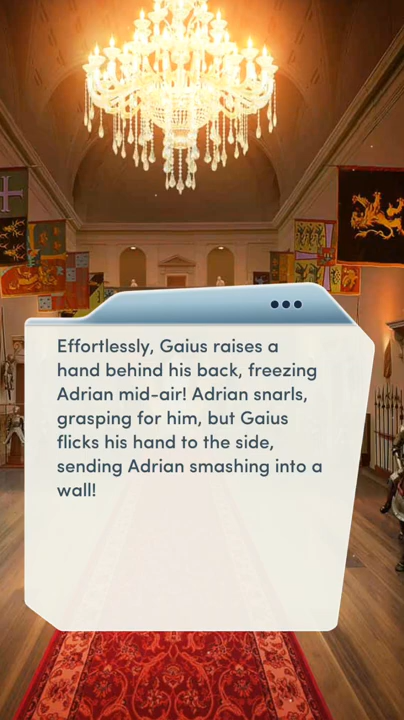 Effortlessly, Gaius raises a
hand behind his back, freezing
Adrian mid-air! Adrian snarls,
grasping for him, but Gaius
flicks his hand to the side,
sending Adrian smashing into a
wall!